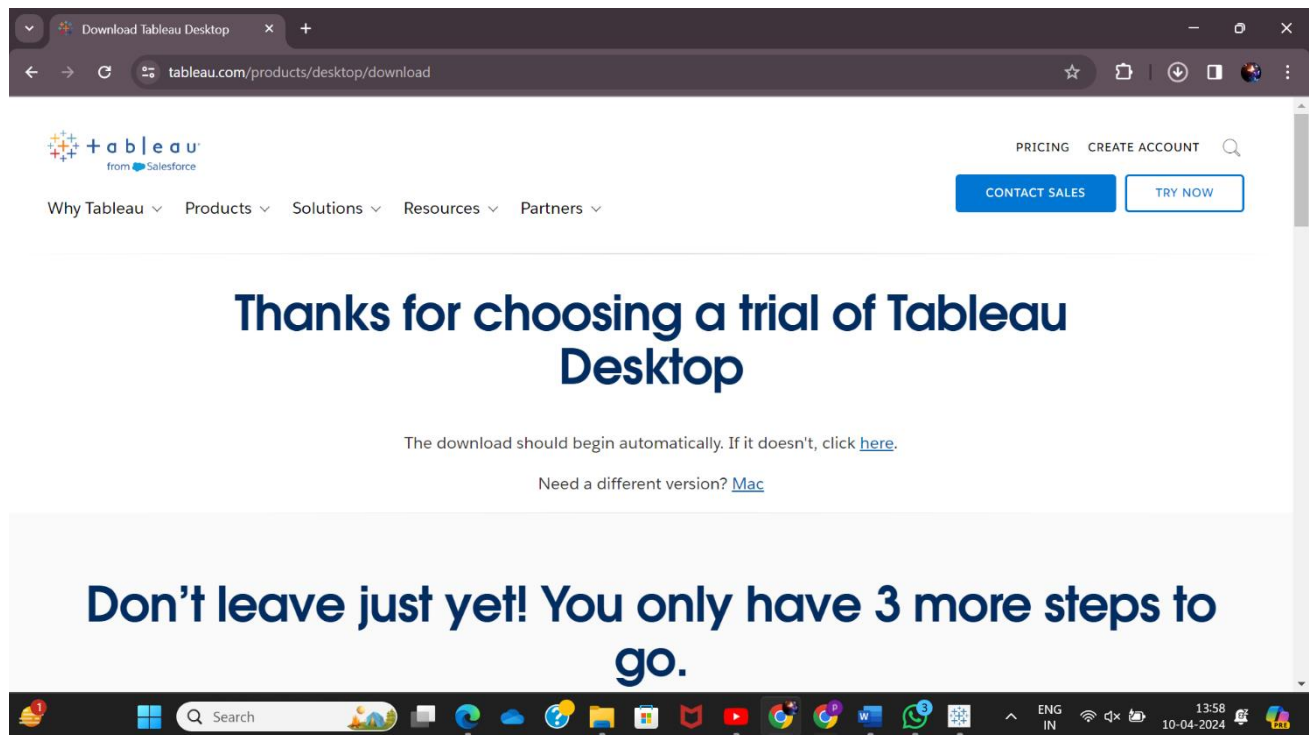 Download Tableau Desktop
tableau.com/products/desktop/download
+ a b l e a u
from Salesforce
PRICING CREATE ACCOUNT
CONTACT SALES TRY NOW
Why Tableau Products Solutions Resources Partners
Thanks for choosing a trial of Tableau
Desktop
The download should begin automatically. If it doesn't, click here.
Need a different version? Mac
Don’t leave just yet! You only have 3 more steps to
go.
1
Search
P
W
3
ENG
IN
13:58
10-04-2024
PRE